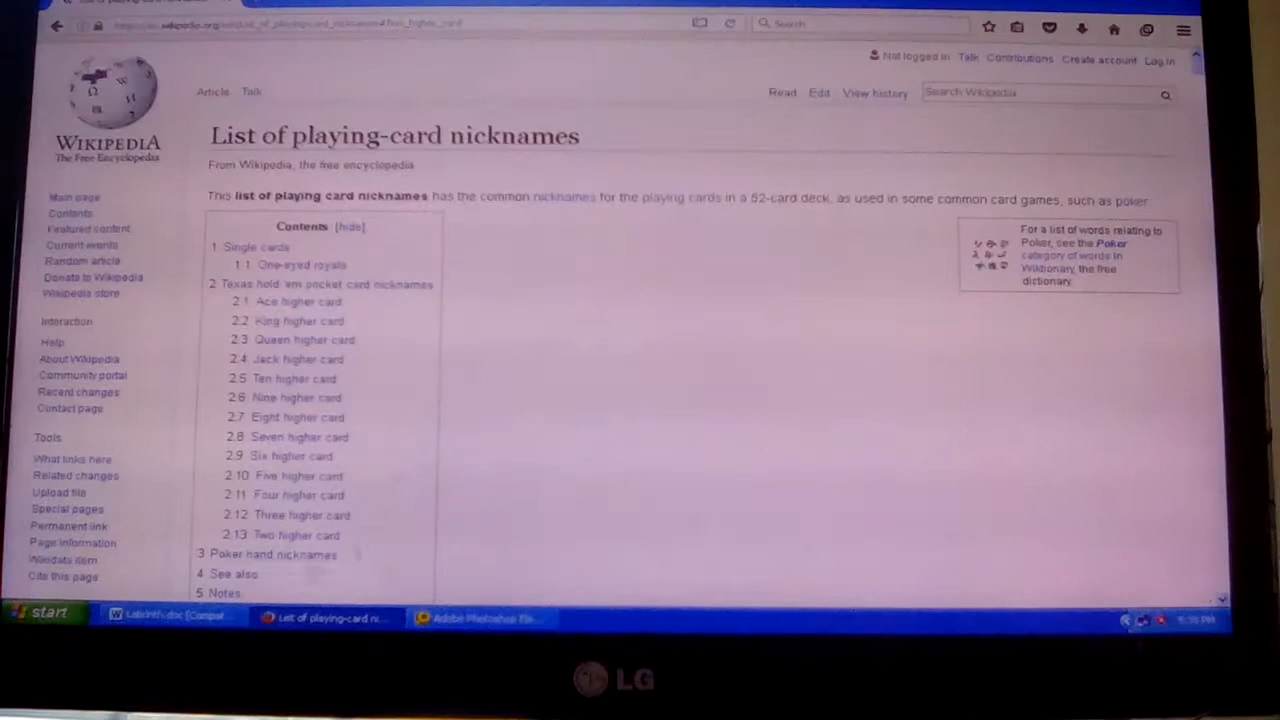 Search
Not logged in Talk Contributions Create account Log in
Article Talk
Read Edit View history
Search Wikipedia
WIKIPEDIA
The Free Encyclopedia
List of playing-card nicknames
From Wikipedia, the free encyclopedia
This list of playing card nicknames has the common nicknames for the playing cards in a 52-card deck, as used in some common card games, such as poker.
Main page
Contents
Featured content
Current events
Random article
Donate to Wikipedia
Wikipedia store
Interaction
Help
About Wikipedia
Community portal
Recent changes
Contact page
Tools
What links here
Related changes
Upload file
Special pages
Permanent link
Page information
Wikidata item
Cite this page
Contents [hide]
1 Single cards
1.1 One-eyed royals
2 Texas hold 'em pocket card nicknames
2.1 Ace higher card
2.2 King higher card
2.3 Queen higher card
2.4 Jack higher card
2.5 Ten higher card
2.6 Nine higher card
2.7 Eight higher card
2.8 Seven higher card
2.9 Six higher card
2.10 Five higher card
2.11 Four higher card
2.12 Three higher card
2.13 Two higher card
3 Poker hand nicknames
4 See also
5 Notes
For a list of words relating to
Poker, see the Poker
category of words in
Wiktionary, the free
dictionary.
start
List of playing-card ni...
Adobe Photoshop
LG